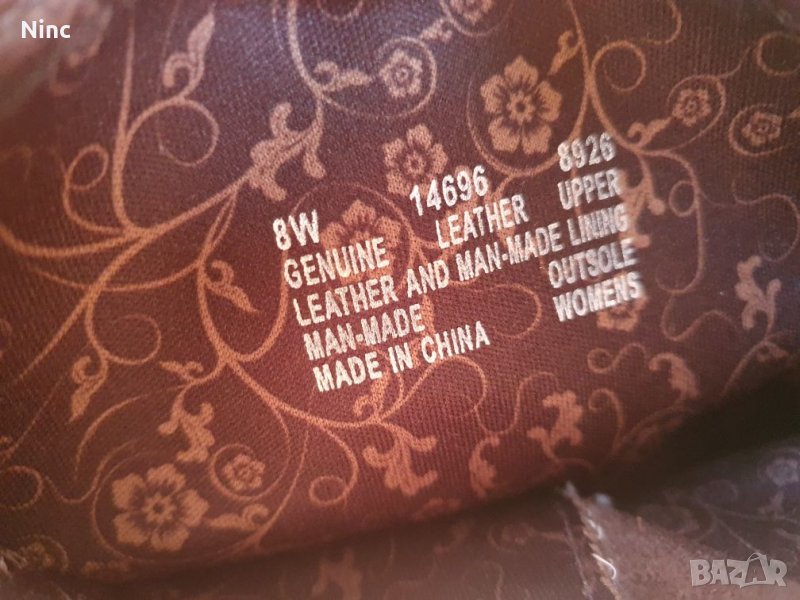 Ninc
8W 14696 8926
GENUINE LEATHER UPPER
LEATHER AND MAN-MADE LINING
MAN-MADE OUTSOLE
MADE IN CHINA WOMENS
BAZAR